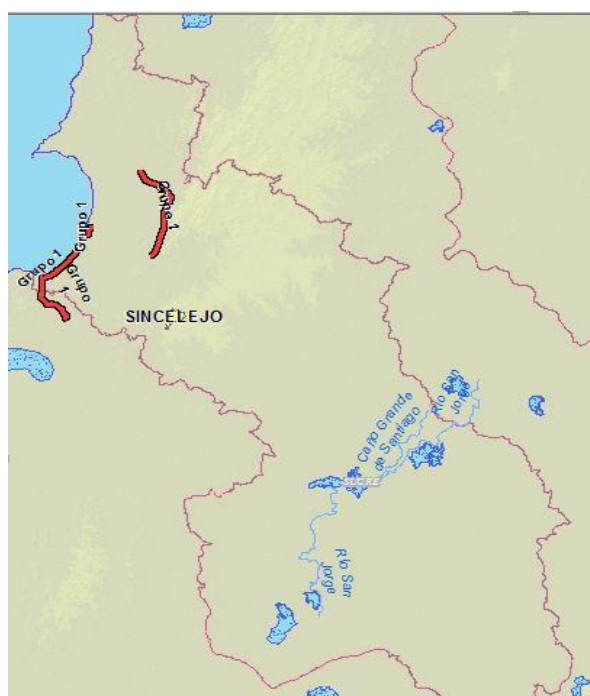 Grupo 1
Grupo 1
Grupo 1
Grupo
1
SINCELEJO
Caño Grande
de Santiago
Río San
Jorge
SUCRE
Río San
Jorge